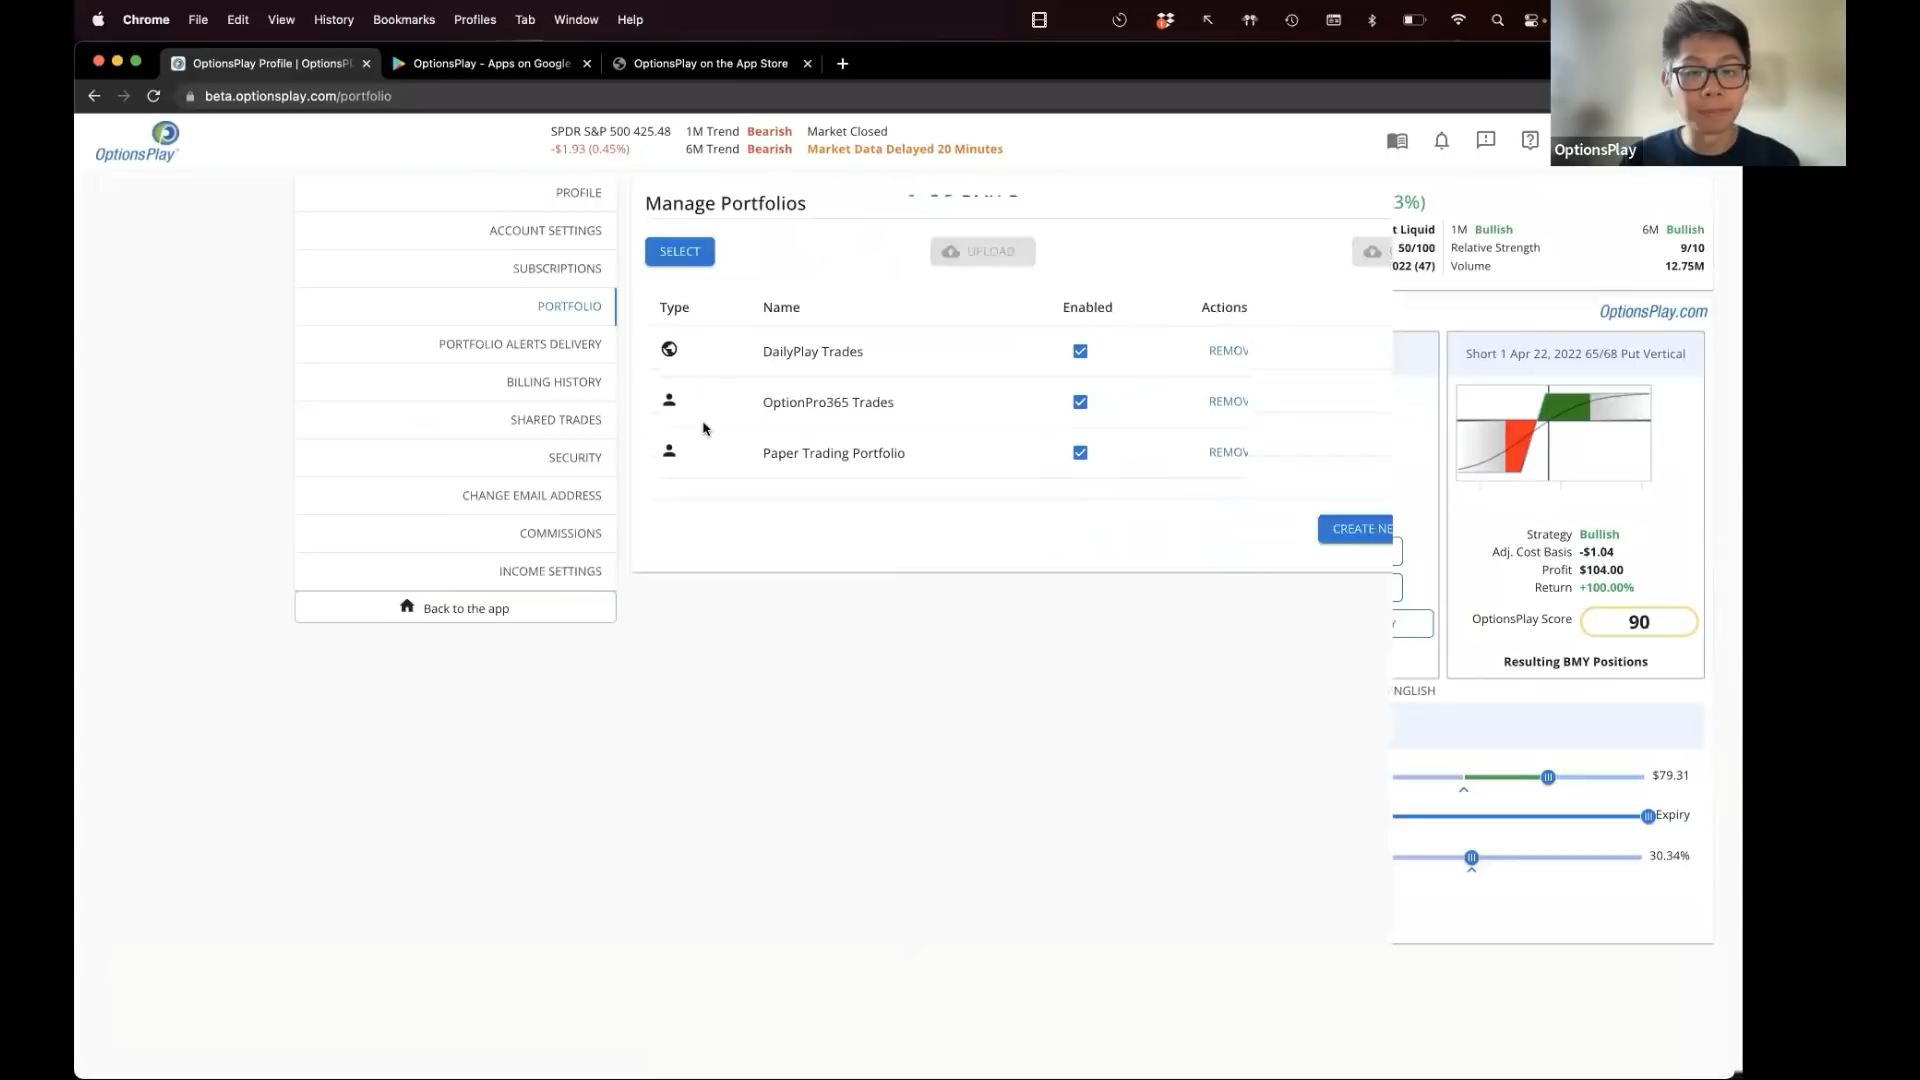 Chrome File Edit View History Bookmarks Profiles Tab Window Help
OptionsPlay Profile | OptionsPl
OptionsPlay - Apps on Google
OptionsPlay on the App Store
beta.optionsplay.com/portfolio
OptionsPlay
OptionsPlay
SPDR S&P 500 425.48 1M Trend Bearish Market Closed
-$1.93 (0.45%) 6M Trend Bearish Market Data Delayed 20 Minutes
PROFILE
ACCOUNT SETTINGS
SUBSCRIPTIONS
PORTFOLIO
PORTFOLIO ALERTS DELIVERY
BILLING HISTORY
SHARED TRADES
SECURITY
CHANGE EMAIL ADDRESS
COMMISSIONS
INCOME SETTINGS
Back to the app
Manage Portfolios
SELECT UPLOAD
Type Name Enabled Actions
DailyPlay Trades REMOV
OptionPro365 Trades REMOV
Paper Trading Portfolio REMOV
CREATE NE
3%)
t Liquid 1M Bullish 6M Bullish
50/100 Relative Strength 9/10
022 (47) Volume 12.75M
OptionsPlay.com
Short 1 Apr 22, 2022 65/68 Put Vertical
Strategy Bullish
Adj. Cost Basis -$1.04
Profit $104.00
Return +100.00%
OptionsPlay Score 90
Resulting BMY Positions
NGLISH
$79.31
Expiry
30.34%